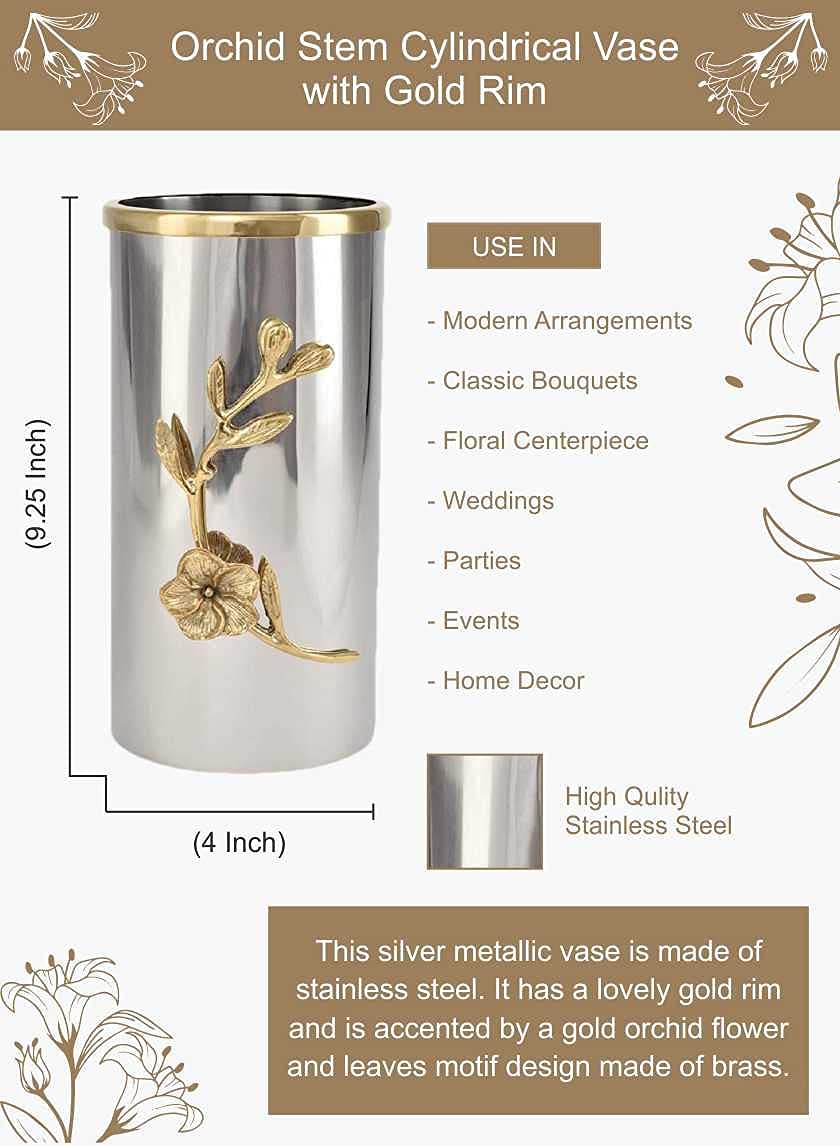 Orchid Stem Cylindrical Vase
with Gold Rim
USE IN
- Modern Arrangements
- Classic Bouquets
- Floral Centerpiece
- Weddings
- Parties
- Events
- Home Decor
(9.25 Inch)
(4 Inch)
High Qulity
Stainless Steel
This silver metallic vase is made of
stainless steel. It has a lovely gold rim
and is accented by a gold orchid flower
and leaves motif design made of brass.